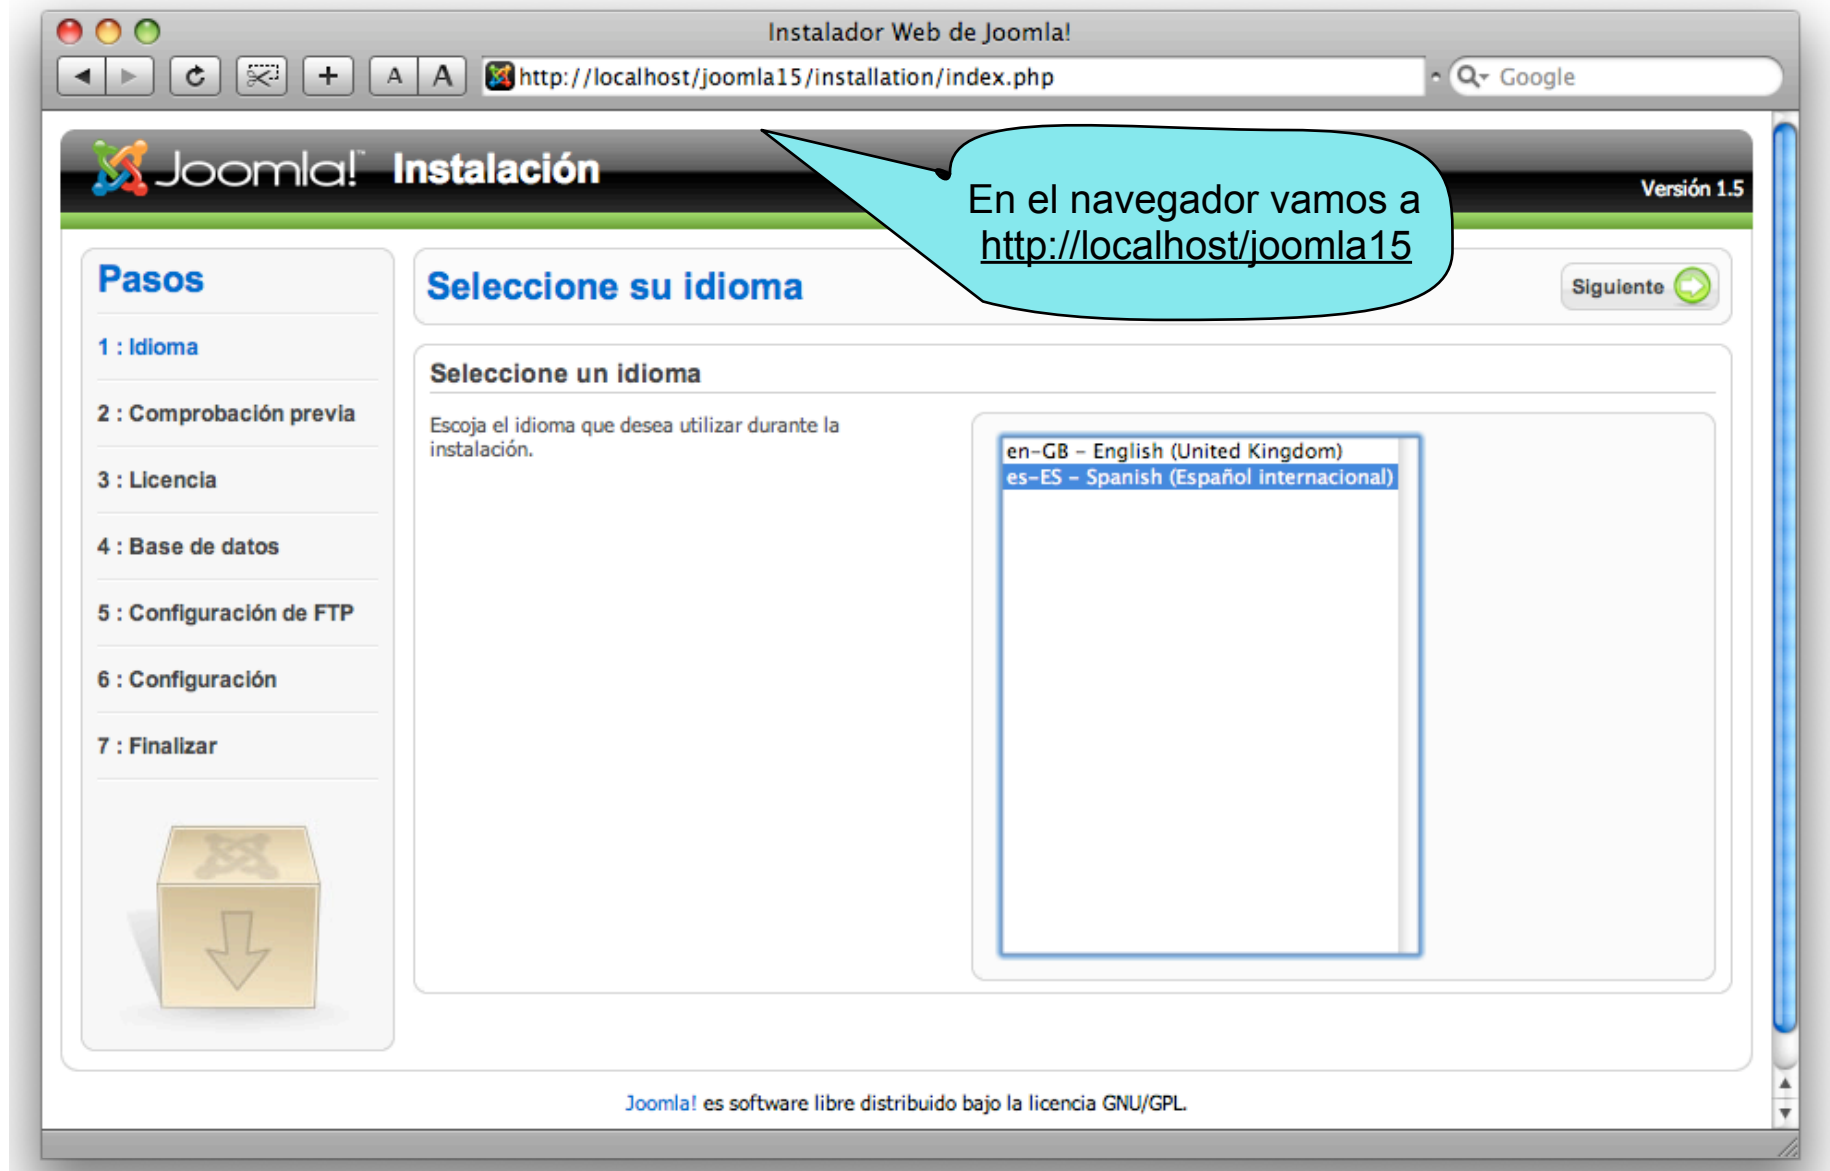 Instalador Web de Joomla!
A A http://localhost/joomla15/installation/index.php Google
Joomla!™ Instalación
Versión 1.5
En el navegador vamos a
http://localhost/joomla15
Pasos
1 : Idioma
2 : Comprobación previa
3 : Licencia
4 : Base de datos
5 : Configuración de FTP
6 : Configuración
7 : Finalizar
Seleccione su idioma
Siguiente
Seleccione un idioma
Escoja el idioma que desea utilizar durante la
instalación.
en-GB - English (United Kingdom)
es-ES - Spanish (Español internacional)
Joomla! es software libre distribuido bajo la licencia GNU/GPL.